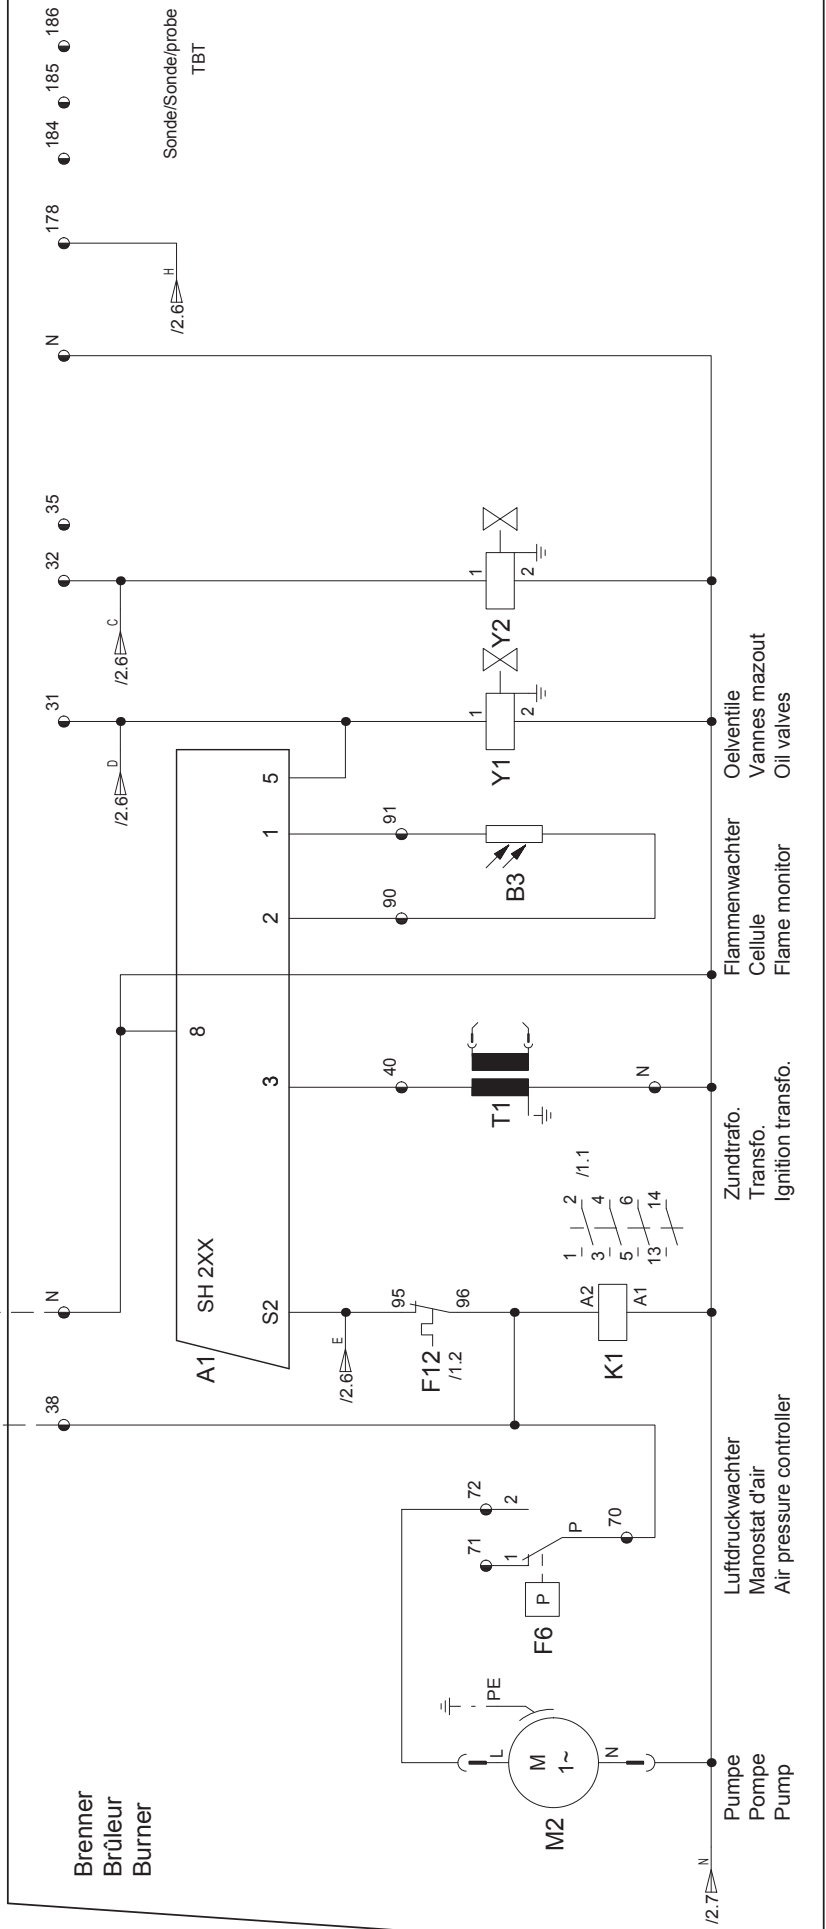 Brenner
Brûleur
Burner
38
N
31
32
35
N
178
184
185
186
Sonde/Sonde/probe
TBT
/2.6
H
/2.6
D
/2.6
C
A1
SH 2XX
8
S2
3
2
1
5
/2.6
E
95
96
F12
/1.2
40
90
91
M2
M
1~
L
N
PE
F6
P
71
1
72
2
P
70
K1
A2
A1
1
2
/1.1
3
4
5
6
13
14
T1
N
B3
Y1
1
2
Y2
1
2
/2.7
N
Pumpe
Pompe
Pump
Luftdruckwachter
Manostat d'air
Air pressure controller
Zundtrafo.
Transfo.
Ignition transfo.
Flammenwachter
Cellule
Flame monitor
Oelventile
Vannes mazout
Oil valves